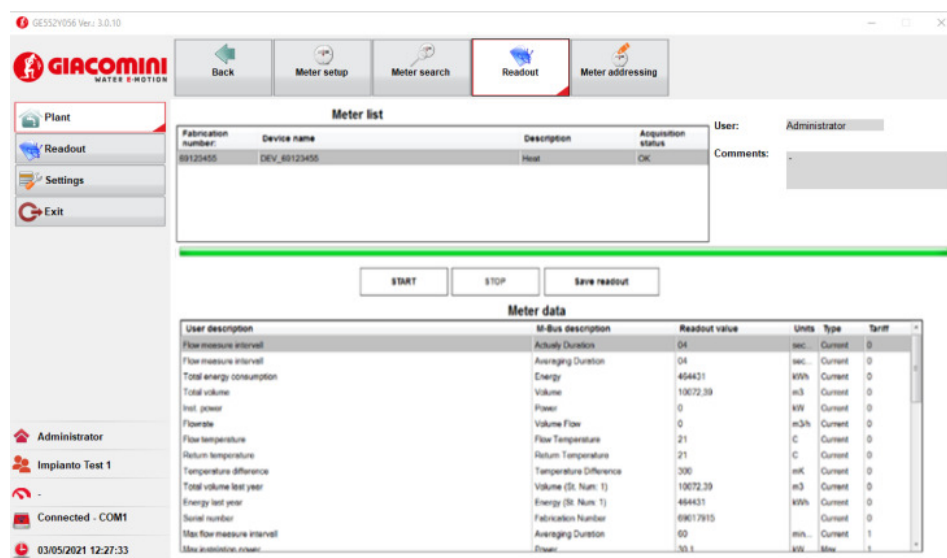 GE552Y056 Ver.: 3.0.10
GIACOMINI
WATER E-MOTION
Back
Meter setup
Meter search
Readout
Meter addressing
Plant
Readout
Settings
Exit
Meter list
Fabrication number: Device name Description Acquisition status
69123455 DEV_69123455 Heat OK
User: Administrator
Comments: -
START
STOP
Save readout
Meter data
User description M-Bus description Readout value Units Type Tariff
Flow measure intervell Actualy Duration 04 sec... Current 0
Flow measure intervell Averaging Duration 04 sec... Current 0
Total energy consumption Energy 464431 kWh Current 0
Total volume Volume 10072,39 m3 Current 0
Inst. power Power 0 kW Current 0
Flowrate Volume Flow 0 m3/h Current 0
Flow temperature Flow Temperature 21 C Current 0
Return temperature Return Temperature 21 C Current 0
Temperature difference Temperature Difference 300 mK Current 0
Total volume last year Volume (St. Num: 1) 10072,39 m3 Current 0
Energy last year Energy (St. Num: 1) 464431 kWh Current 0
Serial number Fabrication Number 69017915 Current 0
Max flow measure intervell Averaging Duration 60 min... Current 1
Power 30,1 kW Max 1
Administrator
Impianto Test 1
-
Connected - COM1
03/05/2021 12:27:33